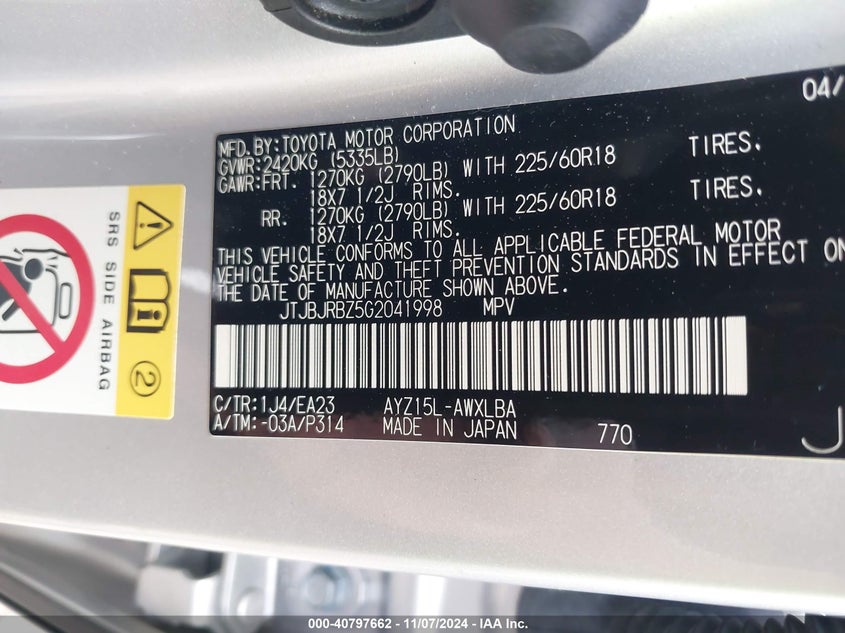 04/
MFD.BY:TOYOTA MOTOR CORPORATION
GVWR:2420KG (5335LB)
GAWR:FRT. 1270KG (2790LB) WITH 225/60R18 TIRES.
18X7 1/2J RIMS.
RR. 1270KG (2790LB) WITH 225/60R18 TIRES.
18X7 1/2J RIMS.
THIS VEHICLE CONFORMS TO ALL APPLICABLE FEDERAL MOTOR
VEHICLE SAFETY AND THEFT PREVENTION STANDARDS IN EFFECT ON
THE DATE OF MANUFACTURE SHOWN ABOVE.
JTJBJRBZ5G2041998 MPV
C/TR:1J4/EA23 AYZ15L-AWXLBA
A/TM:-03A/P314 MADE IN JAPAN 770
J
SRS SIDE AIRBAG
2
000-40797662 - 11/07/2024 - IAA Inc.